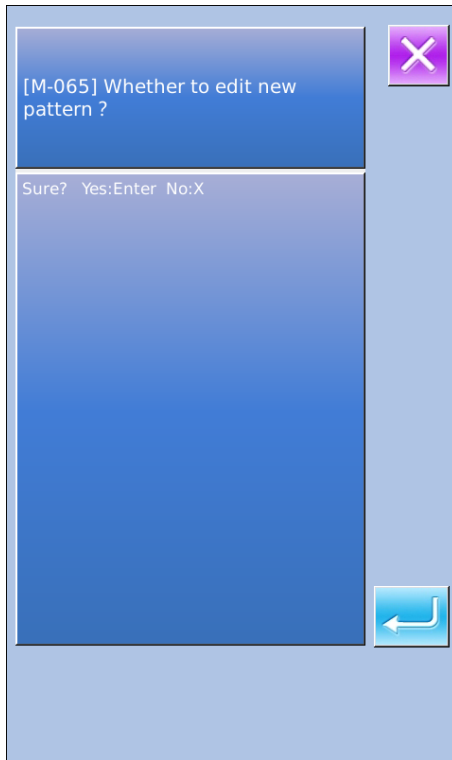 [M-065] Whether to edit new
pattern ?
Sure? Yes:Enter No:X